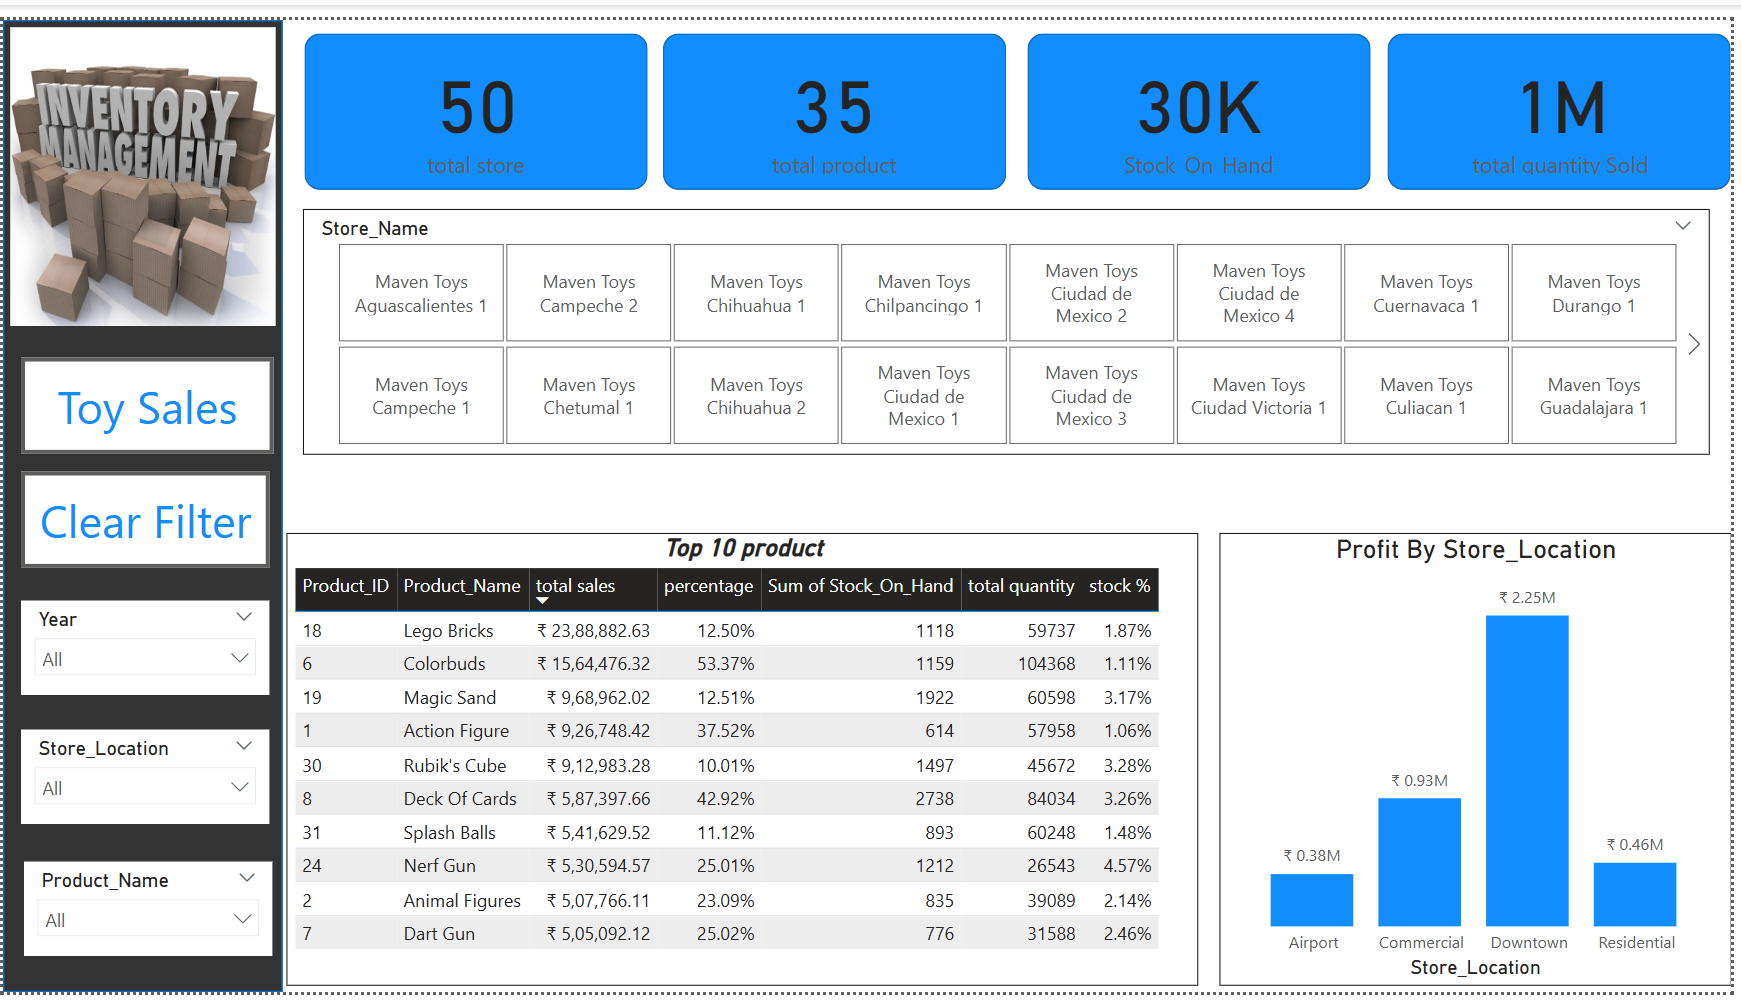 INVENTORY
MANAGEMENT
Toy Sales
Clear Filter
Year
All
Store_Location
All
Product_Name
All
50
total store
35
total product
30K
Stock_On_Hand
1M
total quantity Sold
Store_Name
Maven Toys
Aguascalientes 1
Maven Toys
Campeche 2
Maven Toys
Chihuahua 1
Maven Toys
Chilpancingo 1
Maven Toys
Ciudad de
Mexico 2
Maven Toys
Ciudad de
Mexico 4
Maven Toys
Cuernavaca 1
Maven Toys
Durango 1
Maven Toys
Campeche 1
Maven Toys
Chetumal 1
Maven Toys
Chihuahua 2
Maven Toys
Ciudad de
Mexico 1
Maven Toys
Ciudad de
Mexico 3
Maven Toys
Ciudad Victoria 1
Maven Toys
Culiacan 1
Maven Toys
Guadalajara 1
Top 10 product
Product_ID Product_Name total sales percentage Sum of Stock_On_Hand total quantity stock %
18 Lego Bricks ₹ 23,88,882.63 12.50% 1118 59737 1.87%
6 Colorbuds ₹ 15,64,476.32 53.37% 1159 104368 1.11%
19 Magic Sand ₹ 9,68,962.02 12.51% 1922 60598 3.17%
1 Action Figure ₹ 9,26,748.42 37.52% 614 57958 1.06%
30 Rubik's Cube ₹ 9,12,983.28 10.01% 1497 45672 3.28%
8 Deck Of Cards ₹ 5,87,397.66 42.92% 2738 84034 3.26%
31 Splash Balls ₹ 5,41,629.52 11.12% 893 60248 1.48%
24 Nerf Gun ₹ 5,30,594.57 25.01% 1212 26543 4.57%
2 Animal Figures ₹ 5,07,766.11 23.09% 835 39089 2.14%
7 Dart Gun ₹ 5,05,092.12 25.02% 776 31588 2.46%
Profit By Store_Location
₹ 2.25M
₹ 0.93M
₹ 0.38M
₹ 0.46M
Airport Commercial Downtown Residential
Store_Location